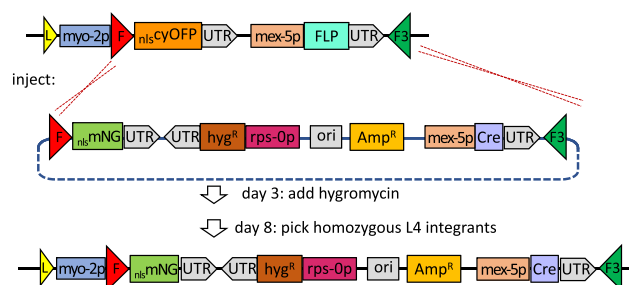 L myo-2p F nlscyOFP UTR mex-5p FLP UTR F3
inject:
F nlsmNG UTR UTR hygR rps-0p ori AmpR mex-5p Cre UTR F3
day 3: add hygromycin
day 8: pick homozygous L4 integrants
L myo-2p F nlsmNG UTR UTR hygR rps-0p ori AmpR mex-5p Cre UTR F3